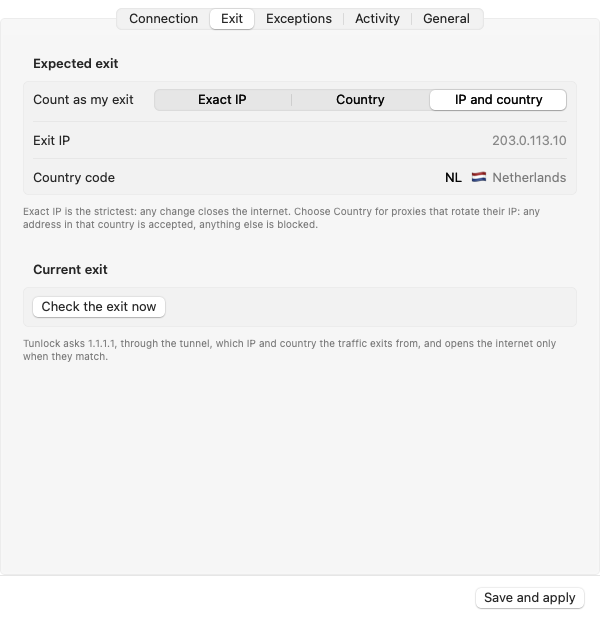 Connection Exit Exceptions Activity General
Expected exit
Count as my exit Exact IP Country IP and country
Exit IP 203.0.113.10
Country code NL Netherlands
Exact IP is the strictest: any change closes the internet. Choose Country for proxies that rotate their IP: any
address in that country is accepted, anything else is blocked.
Current exit
Check the exit now
Tunlock asks 1.1.1.1, through the tunnel, which IP and country the traffic exits from, and opens the internet only
when they match.
Save and apply